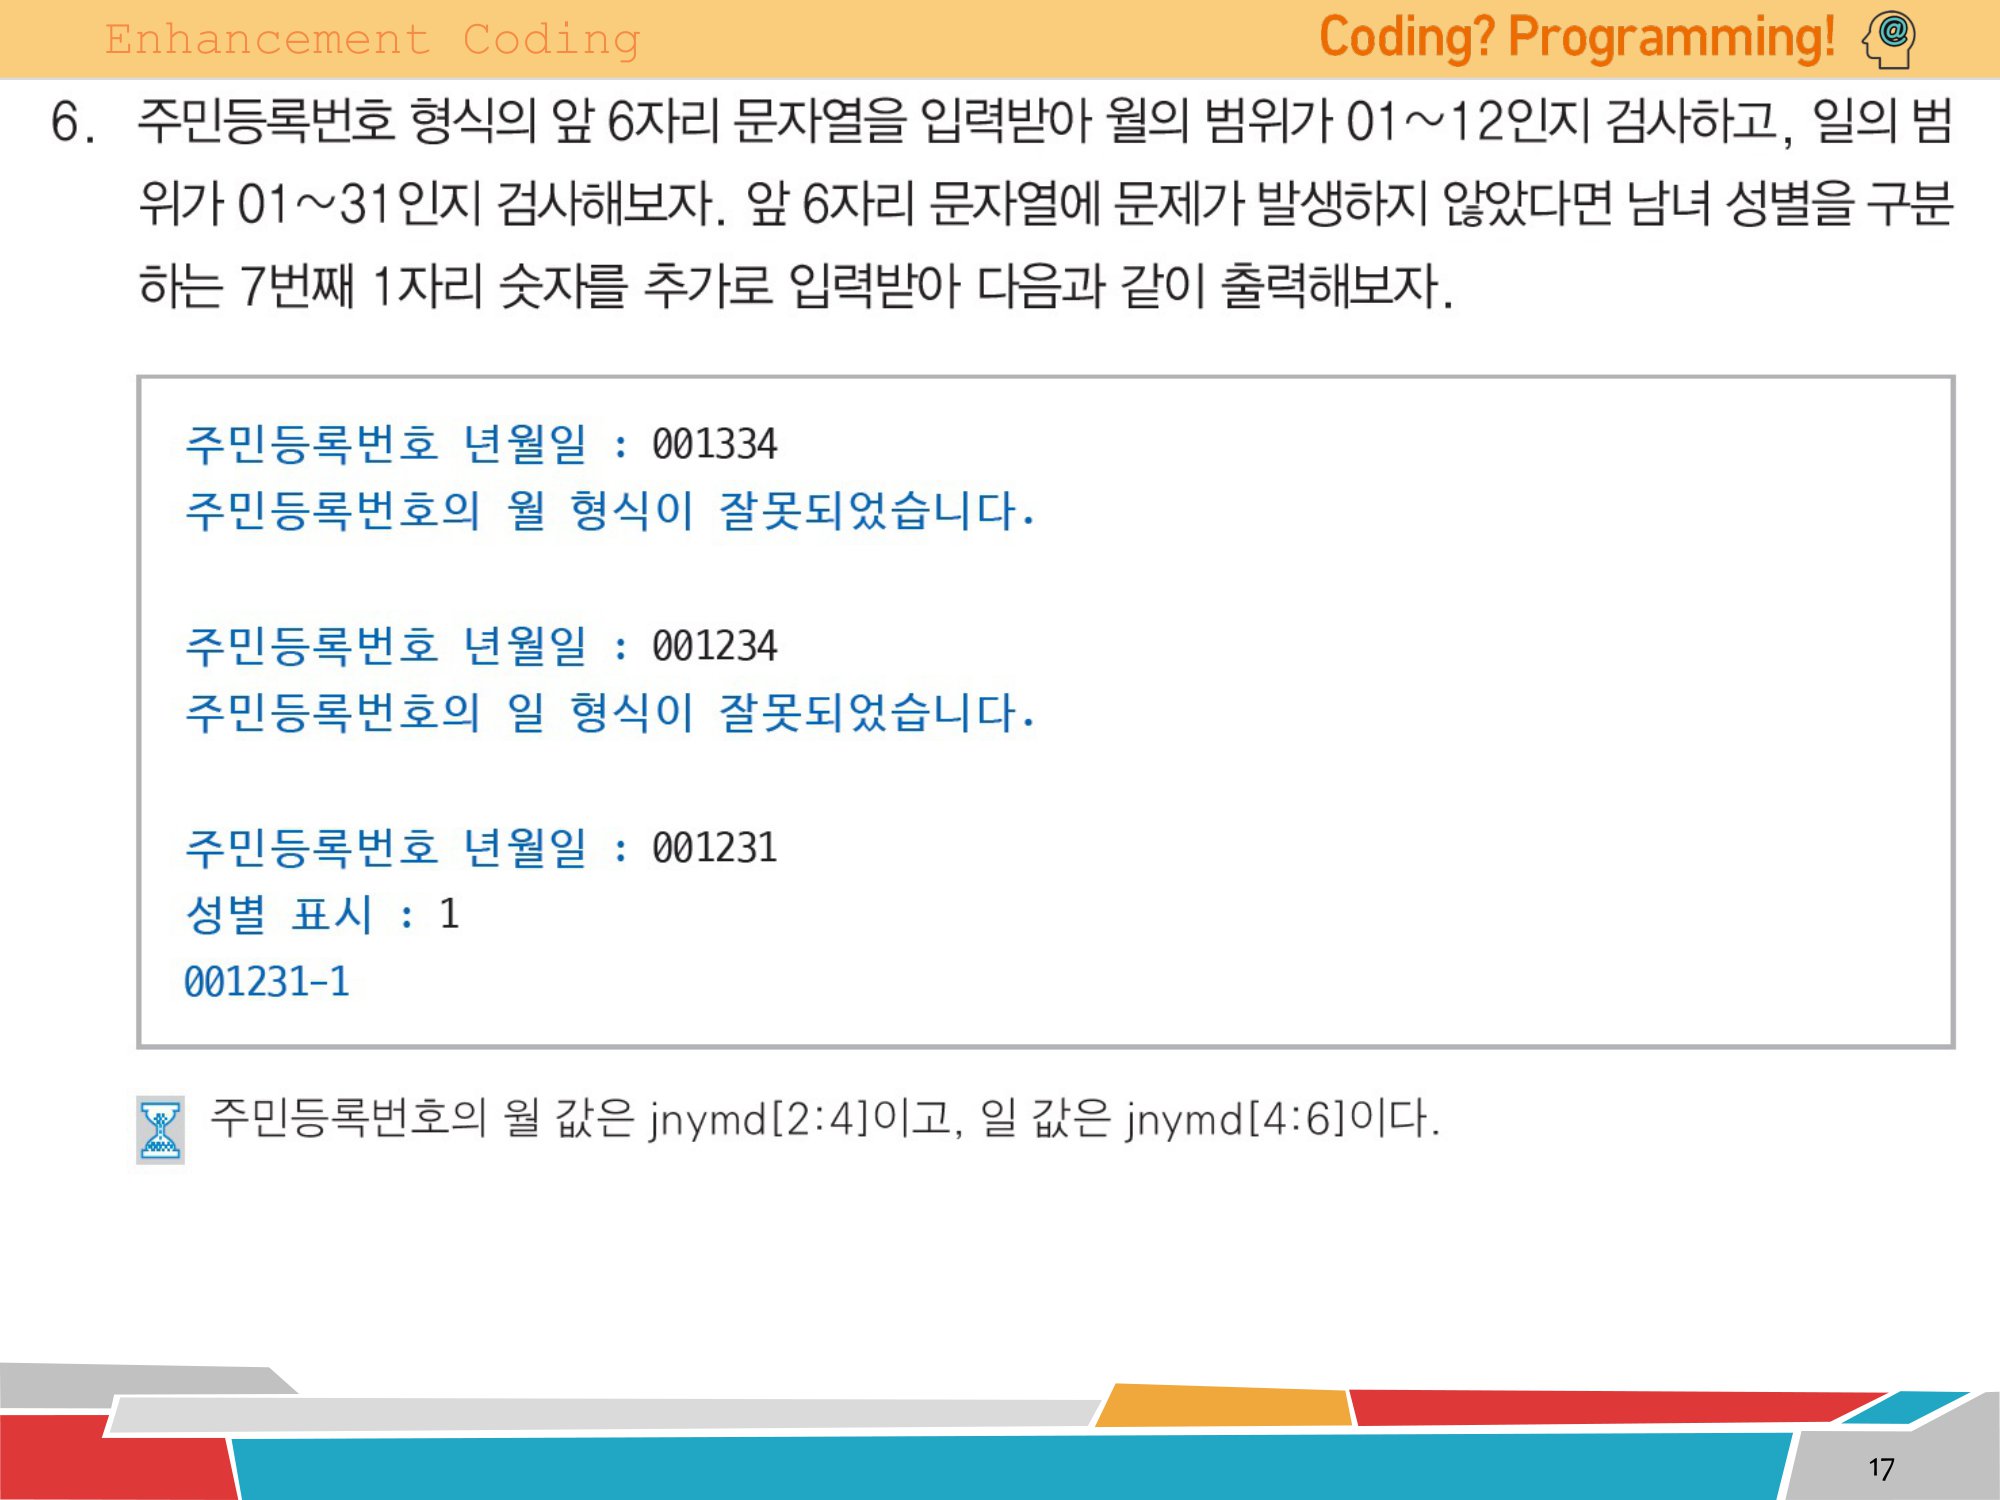 Enhancement Coding
Coding? Programming!
@
6. 주민등록번호 형식의 앞 6자리 문자열을 입력받아 월의 범위가 01~12인지 검사하고, 일의 범
위가 01~31인지 검사해보자. 앞 6자리 문자열에 문제가 발생하지 않았다면 남녀 성별을 구분
하는 7번째 1자리 숫자를 추가로 입력받아 다음과 같이 출력해보자.
주민등록번호 년월일 : 001334
주민등록번호의 월 형식이 잘못되었습니다.
주민등록번호 년월일 : 001234
주민등록번호의 일 형식이 잘못되었습니다.
주민등록번호 년월일 : 001231
성별 표시 : 1
001231-1
주민등록번호의 월 값은 jnymd[2:4]이고, 일 값은 jnymd[4:6]이다.
17